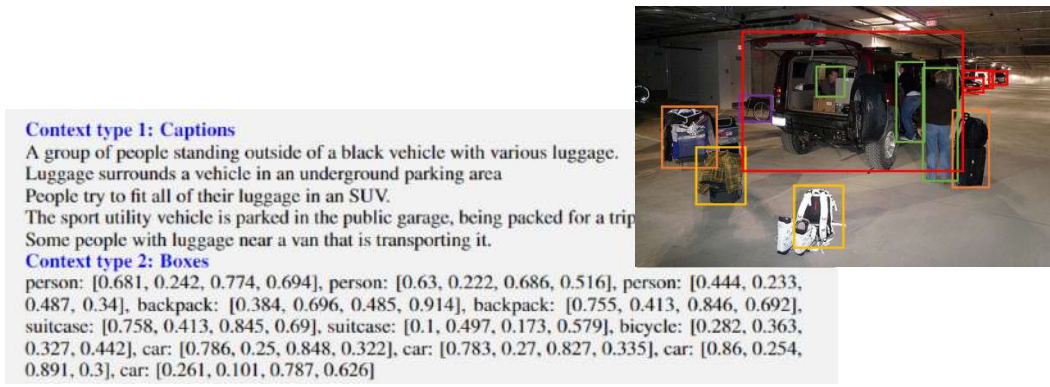 Context type 1: Captions
A group of people standing outside of a black vehicle with various luggage.
Luggage surrounds a vehicle in an underground parking area
People try to fit all of their luggage in an SUV.
The sport utility vehicle is parked in the public garage, being packed for a trip
Some people with luggage near a van that is transporting it.
Context type 2: Boxes
person: [0.681, 0.242, 0.774, 0.694], person: [0.63, 0.222, 0.686, 0.516], person: [0.444, 0.233,
0.487, 0.34], backpack: [0.384, 0.696, 0.485, 0.914], backpack: [0.755, 0.413, 0.846, 0.692],
suitcase: [0.758, 0.413, 0.845, 0.69], suitcase: [0.1, 0.497, 0.173, 0.579], bicycle: [0.282, 0.363,
0.327, 0.442], car: [0.786, 0.25, 0.848, 0.322], car: [0.783, 0.27, 0.827, 0.335], car: [0.86, 0.254,
0.891, 0.3], car: [0.261, 0.101, 0.787, 0.626]